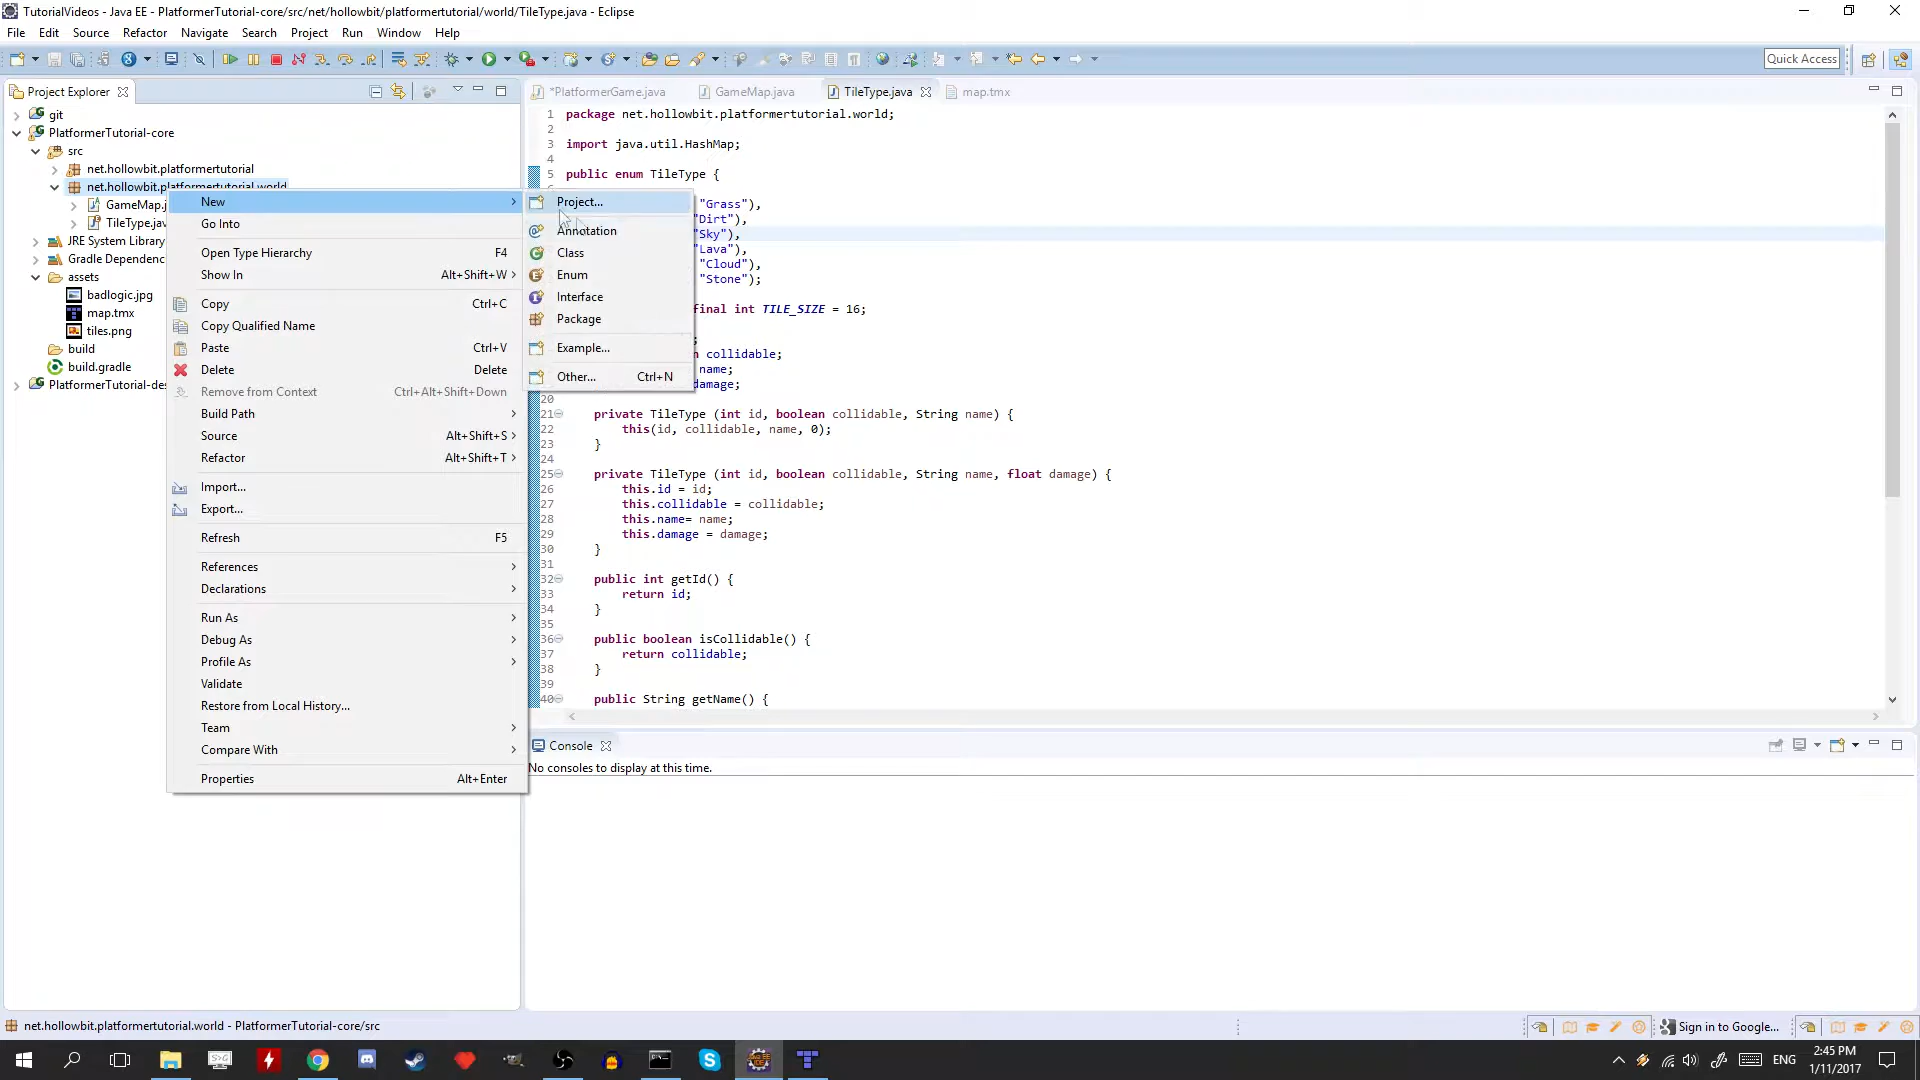 TutorialVideos - Java EE - PlatformerTutorial-core/src/net/hollowbit/platformertutorial/world/TileType.java - Eclipse
File Edit Source Refactor Navigate Search Project Run Window Help
Quick Access
Project Explorer
*PlatformerGame.java GameMap.java TileType.java map.tmx
git
PlatformerTutorial-core
src
net.hollowbit.platformertutorial
net.hollowbit.platformertutorial.world
GameMap.j
TileType.jav
JRE System Library
Gradle Dependenc
assets
badlogic.jpg
map.tmx
tiles.png
build
build.gradle
PlatformerTutorial-des
New
Go Into
Open Type Hierarchy F4
Show In Alt+Shift+W
Copy Ctrl+C
Copy Qualified Name
Paste Ctrl+V
Delete Delete
Remove from Context Ctrl+Alt+Shift+Down
Build Path
Source Alt+Shift+S
Refactor Alt+Shift+T
Import...
Export...
Refresh F5
References
Declarations
Run As
Debug As
Profile As
Validate
Restore from Local History...
Team
Compare With
Properties Alt+Enter
Project...
Annotation
Class
Enum
Interface
Package
Example...
Other... Ctrl+N
1 package net.hollowbit.platformertutorial.world;
2
3 import java.util.HashMap;
4
5 public enum TileType {
"Grass"),
"Dirt"),
"Sky"),
"Lava"),
"Cloud"),
"Stone");
final int TILE_SIZE = 16;
;
n collidable;
name;
damage;
20
21 private TileType (int id, boolean collidable, String name) {
22 this(id, collidable, name, 0);
23 }
24
25 private TileType (int id, boolean collidable, String name, float damage) {
26 this.id = id;
27 this.collidable = collidable;
28 this.name= name;
29 this.damage = damage;
30 }
31
32 public int getId() {
33 return id;
34 }
35
36 public boolean isCollidable() {
37 return collidable;
38 }
39
40 public String getName() {
Console
No consoles to display at this time.
net.hollowbit.platformertutorial.world - PlatformerTutorial-core/src
Sign in to Google...
ENG
2:45 PM
1/11/2017